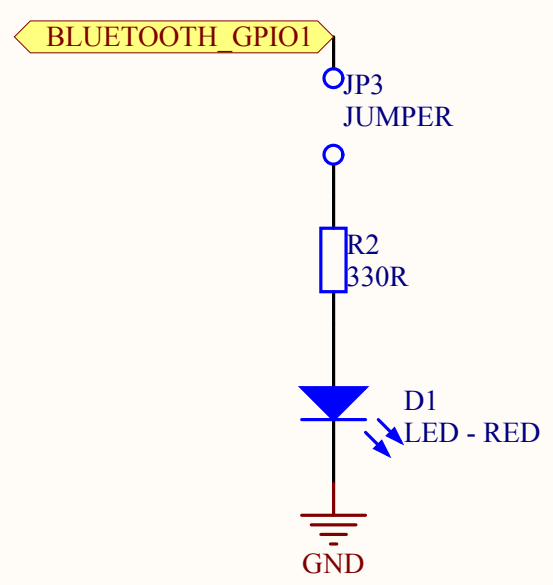 BLUETOOTH_GPIO1
JP3
JUMPER
R2
330R
D1
LED - RED
GND